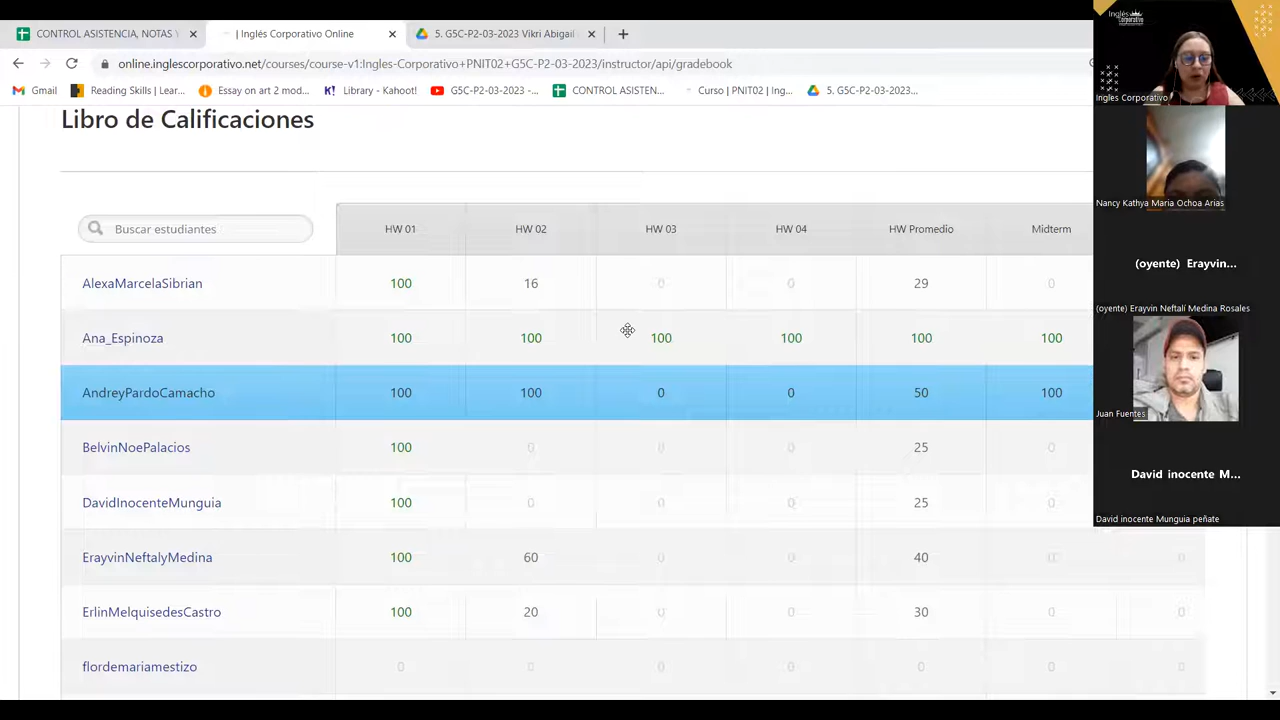 CONTROL ASISTENCIA, NOTAS Y
| Inglés Corporativo Online
5. G5C-P2-03-2023 Vikri Abigail
online.inglescorporativo.net/courses/course-v1:Ingles-Corporativo+PNIT02+G5C-P2-03-2023/instructor/api/gradebook
Gmail
Reading Skills | Lear...
Essay on art 2 mod...
Library - Kahoot!
G5C-P2-03-2023 -...
CONTROL ASISTEN...
Curso | PNIT02 | Ing...
5. G5C-P2-03-2023...
Libro de Calificaciones
Buscar estudiantes
HW 01 HW 02 HW 03 HW 04 HW Promedio Midterm
AlexaMarcelaSibrian 100 16 0 0 29 0
Ana_Espinoza 100 100 100 100 100 100
AndreyPardoCamacho 100 100 0 0 50 100
BelvinNoePalacios 100 0 0 0 25 0
DavidInocenteMunguia 100 0 0 0 25 0
ErayvinNeftalyMedina 100 60 0 0 40 0 0
ErlinMelquisedesCastro 100 20 0 0 30 0 0
flordemariamestizo 0 0 0 0 0 0 0
Inglés
Corporativo
Ingles Corporativo
Nancy Kathya Maria Ochoa Arias
(oyente) Erayvin...
(oyente) Erayvin Neftalí Medina Rosales
Juan Fuentes
David inocente M...
David inocente Munguia peñate